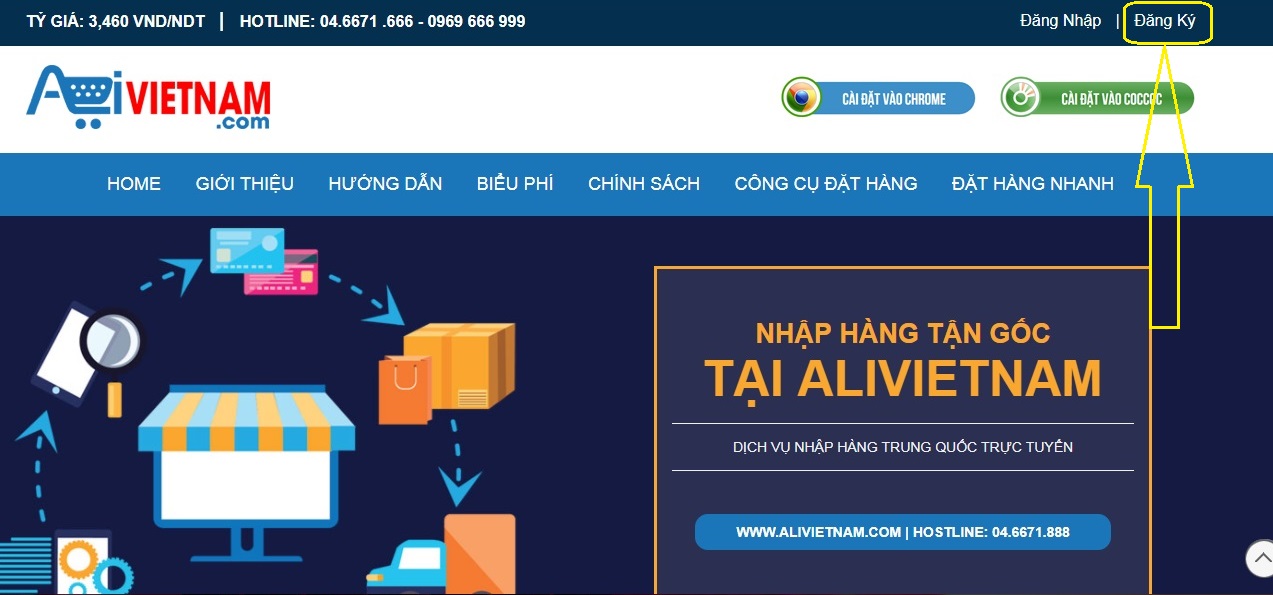 TỶ GIÁ: 3,460 VND/NDT | HOTLINE: 04.6671 .666 - 0969 666 999
Đăng Nhập | Đăng Ký
AliVIETNAM
.com
CÀI ĐẶT VÀO CHROME
CÀI ĐẶT VÀO COCCOC
HOME GIỚI THIỆU HƯỚNG DẪN BIỂU PHÍ CHÍNH SÁCH CÔNG CỤ ĐẶT HÀNG ĐẶT HÀNG NHANH
NHẬP HÀNG TẬN GỐC
TẠI ALIVIETNAM
DỊCH VỤ NHẬP HÀNG TRUNG QUỐC TRỰC TUYẾN
WWW.ALIVIETNAM.COM | HOSTLINE: 04.6671.888